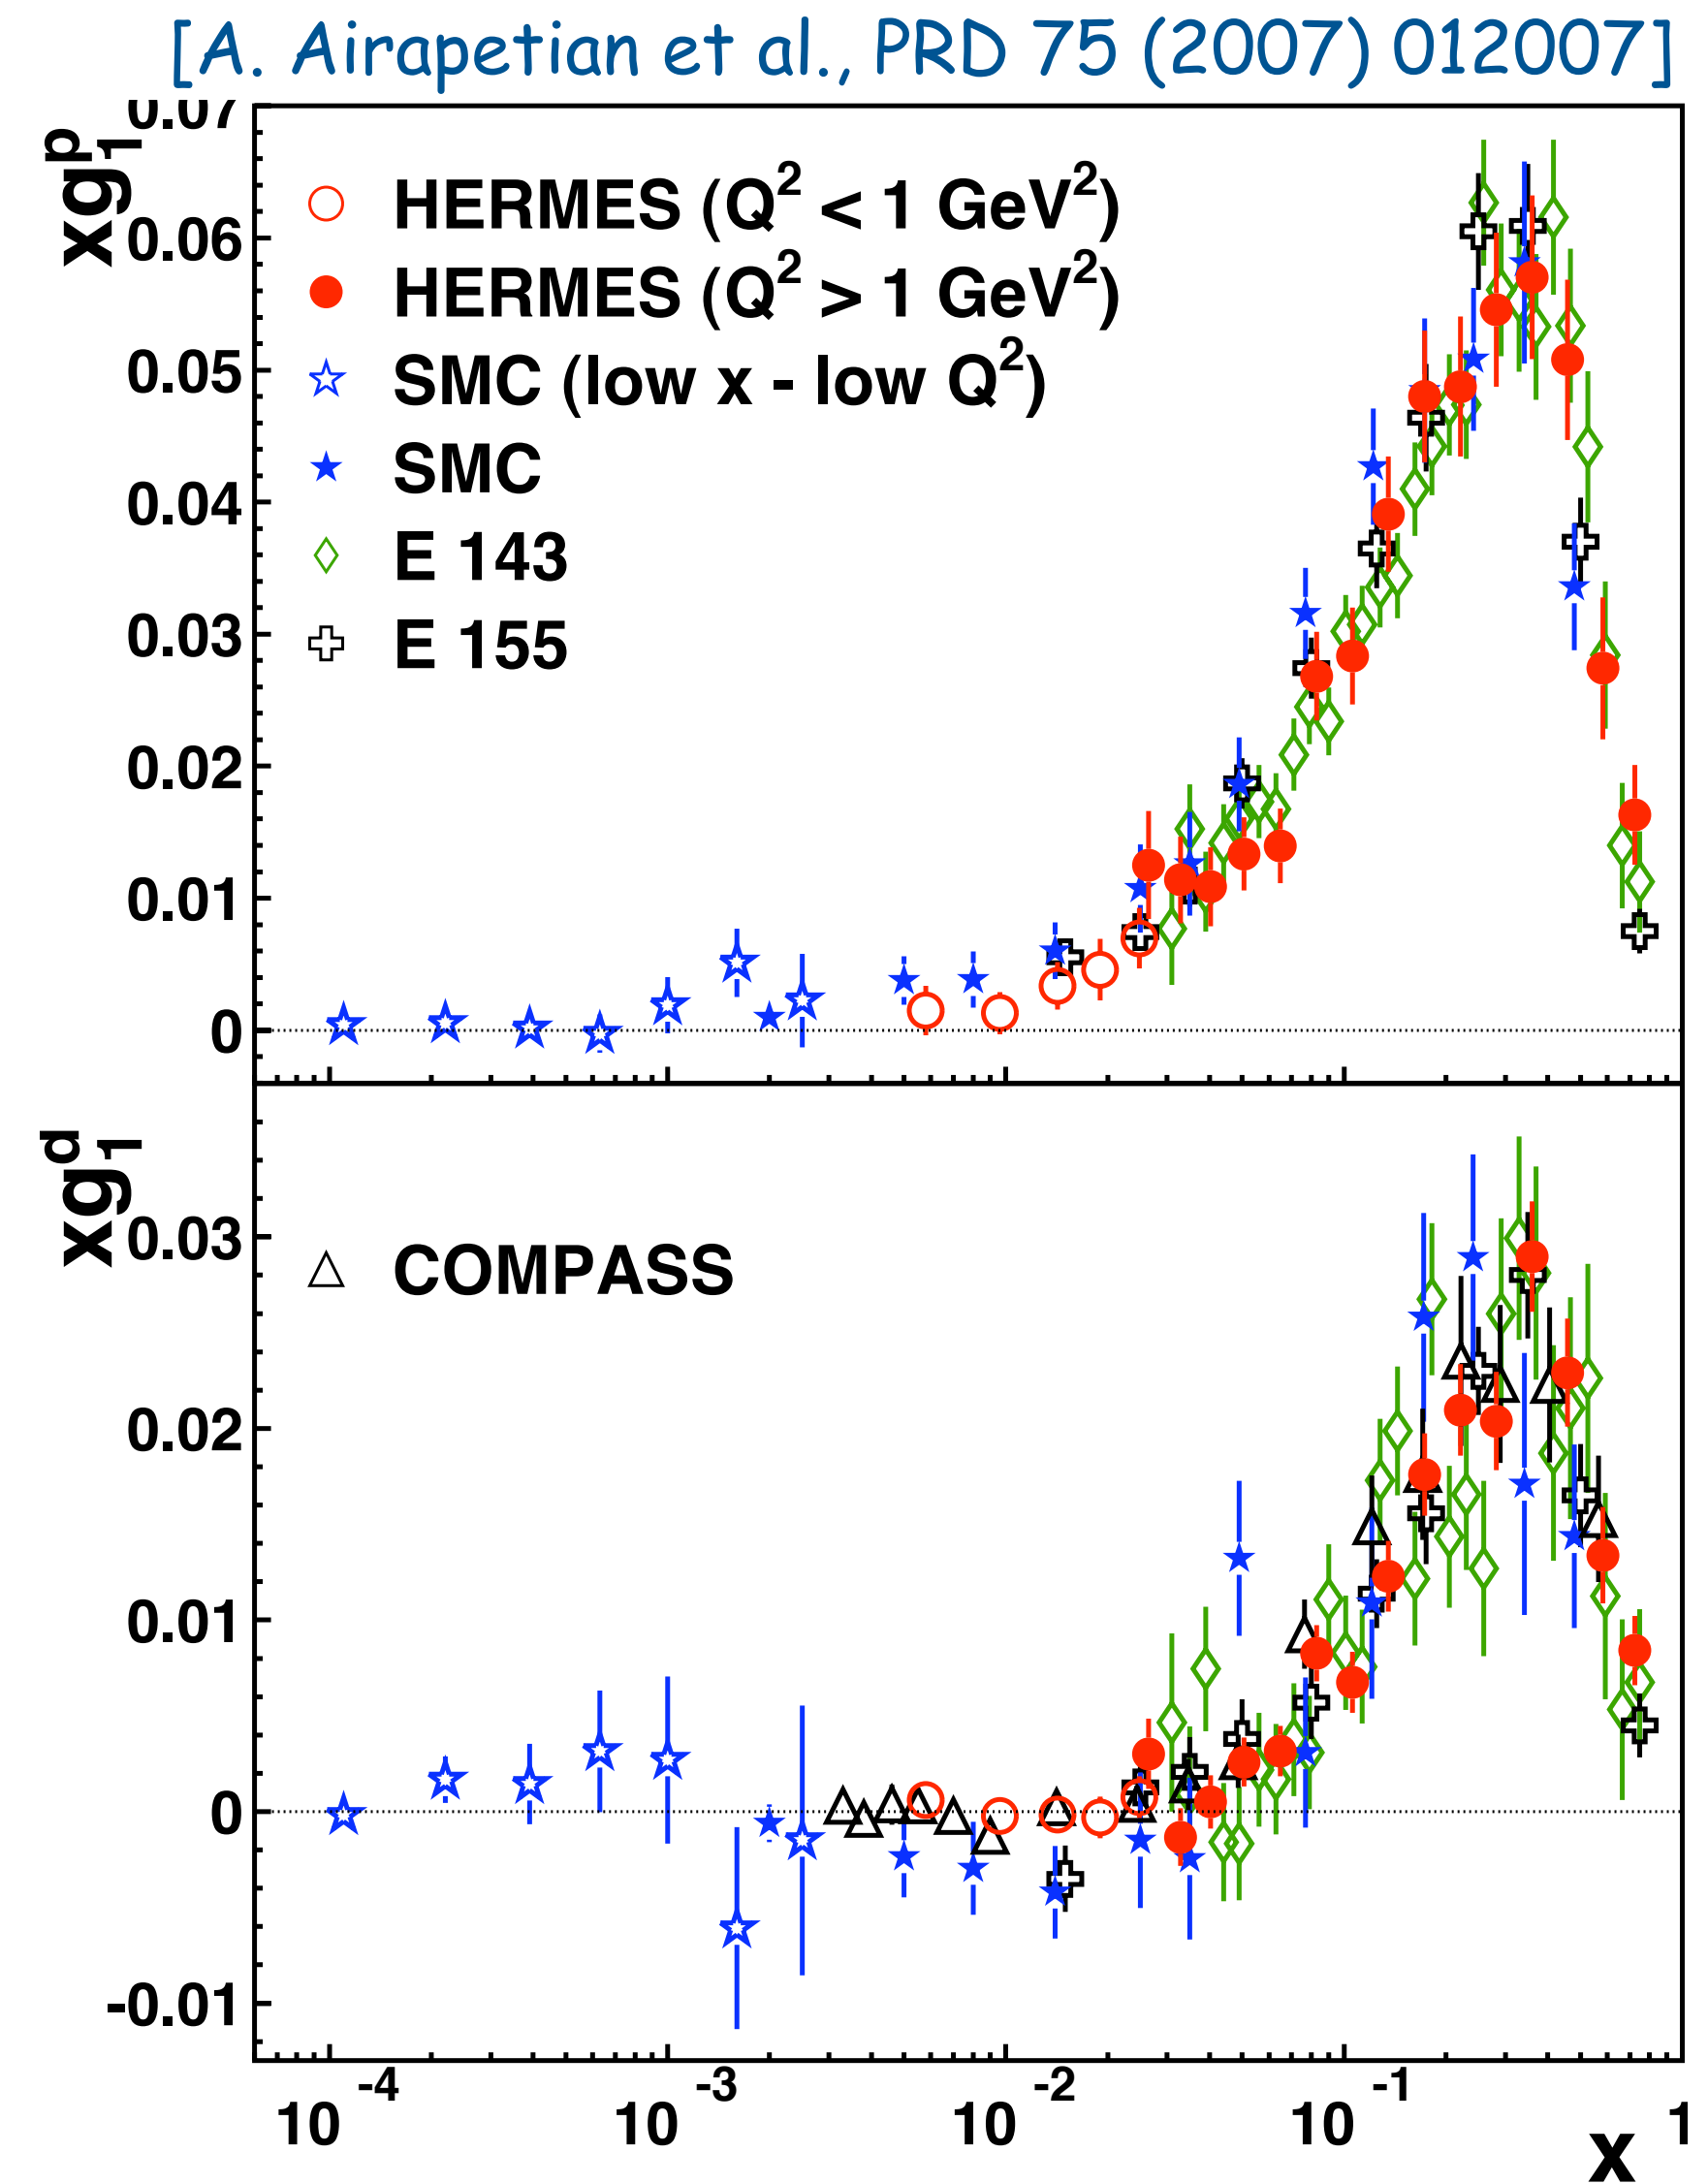 [A. Airapetian et al., PRD 75 (2007) 012007]
xg₁ᵖ
0.07
0.06
0.05
0.04
0.03
0.02
0.01
0
HERMES (Q² < 1 GeV²)
HERMES (Q² > 1 GeV²)
SMC (low x - low Q²)
SMC
E 143
E 155
xg₁ᵈ
0.03
0.02
0.01
0
-0.01
COMPASS
10⁻⁴ 10⁻³ 10⁻² 10⁻¹ 1
x